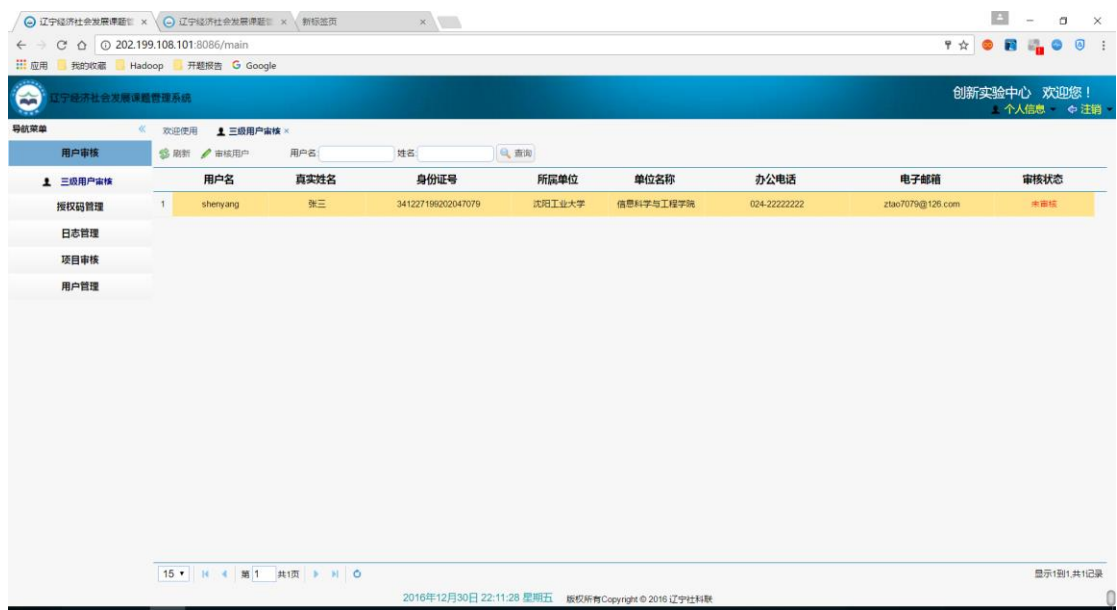 辽宁经济社会发展课题 辽宁经济社会发展课题 新标签页
202.199.108.101:8086/main
应用 我的收藏 Hadoop 开题报告 G Google
辽宁经济社会发展课题管理系统 创新实验中心 欢迎您！
个人信息 注销
导航菜单 欢迎使用 三级用户审核
用户审核 刷新 审核用户 用户名: 姓名: 查询
三级用户审核 用户名 真实姓名 身份证号 所属单位 单位名称 办公电话 电子邮箱 审核状态
授权码管理 1 shenyang 张三 341227199202047079 沈阳工业大学 信息科学与工程学院 024-22222222 ztao7079@126.com 未审核
日志管理
项目审核
用户管理
15 第 1 共1页 显示1到1,共1记录
2016年12月30日 22:11:28 星期五 版权所有Copyright © 2016 辽宁社科联